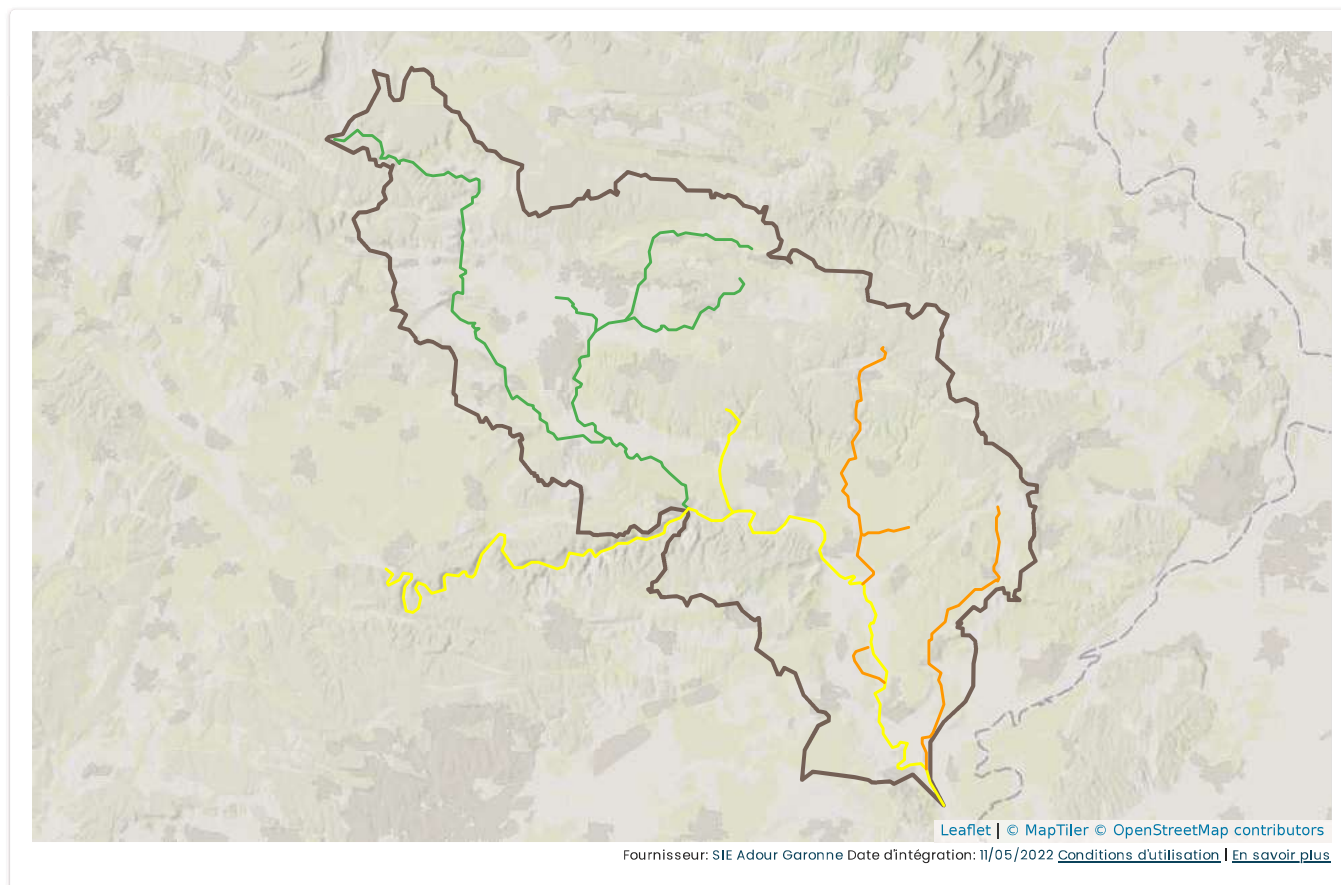 Leaflet | © MapTiler © OpenStreetMap contributors
Fournisseur: SIE Adour Garonne Date d'intégration: 11/05/2022 Conditions d'utilisation | En savoir plus